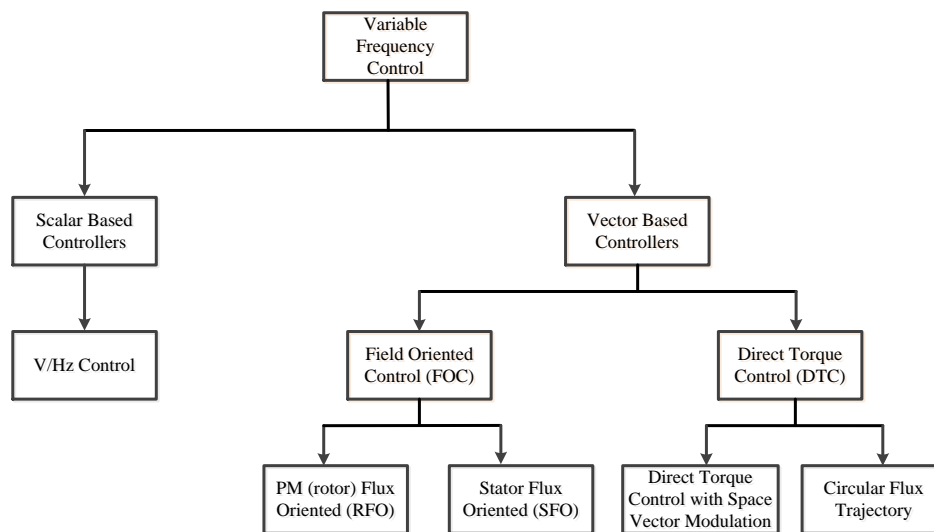 Variable
Frequency
Control
Scalar Based
Controllers
Vector Based
Controllers
V/Hz Control
Field Oriented
Control (FOC)
Direct Torque
Control (DTC)
PM (rotor) Flux
Oriented (RFO)
Stator Flux
Oriented (SFO)
Direct Torque
Control with Space
Vector Modulation
Circular Flux
Trajectory